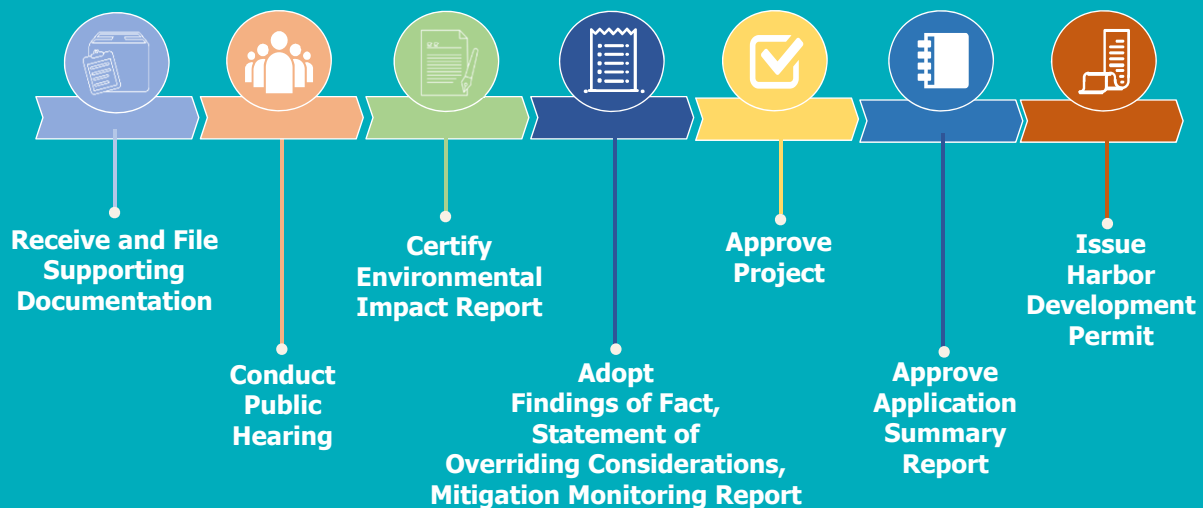 Receive and File
Supporting
Documentation
Conduct
Public
Hearing
Certify
Environmental
Impact Report
Adopt
Findings of Fact,
Statement of
Overriding Considerations,
Mitigation Monitoring Report
Approve
Project
Approve
Application
Summary
Report
Issue
Harbor
Development
Permit